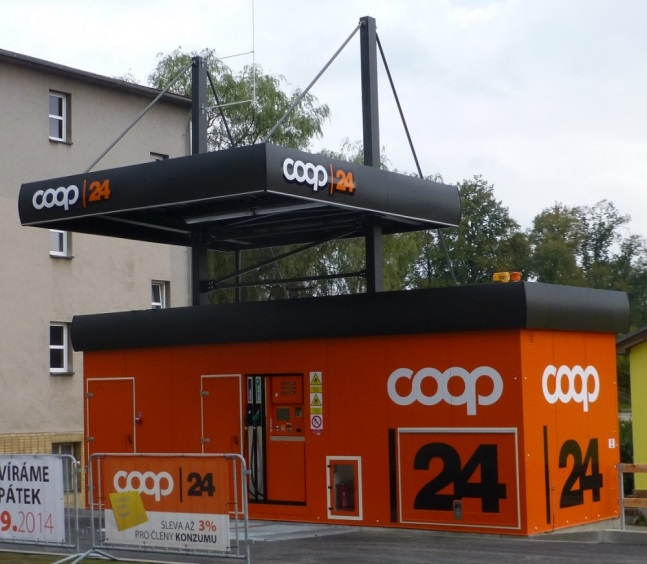 coop | 24
coop | 24
coop
24
coop
24
VÍRÁME
PÁTEK
9.2014
coop | 24
SLEVA AŽ 3%
PRO ČLENY KONZUMU